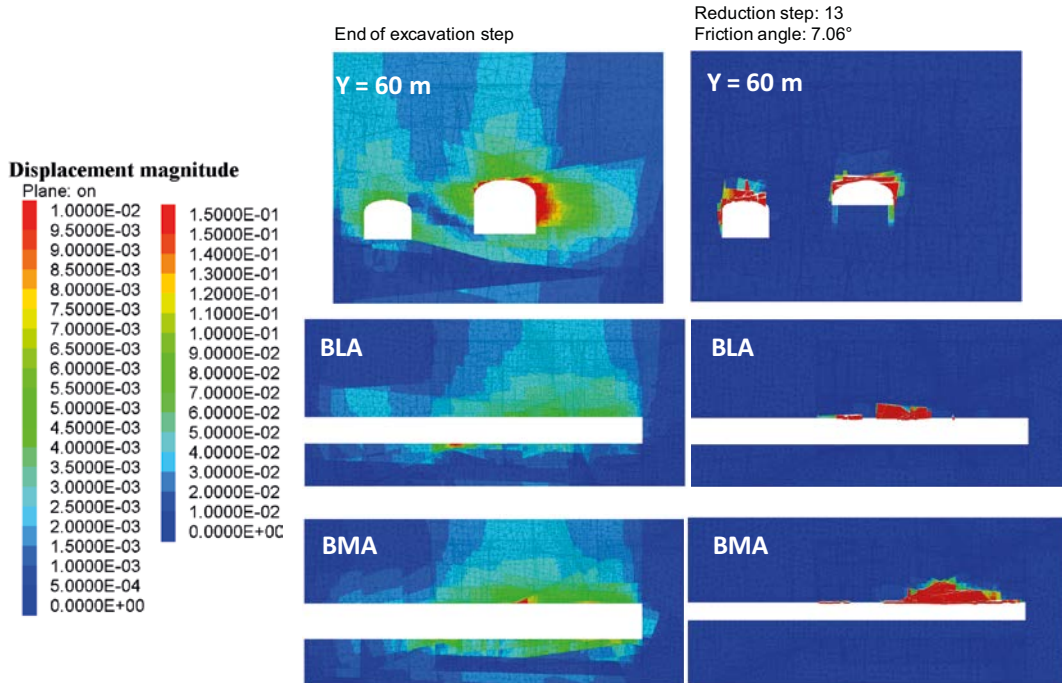 End of excavation step
Reduction step: 13
Friction angle: 7.06°
Y = 60 m
Y = 60 m
Displacement magnitude
Plane: on
1.0000E-02
9.5000E-03
9.0000E-03
8.5000E-03
8.0000E-03
7.5000E-03
7.0000E-03
6.5000E-03
6.0000E-03
5.5000E-03
5.0000E-03
4.5000E-03
4.0000E-03
3.5000E-03
3.0000E-03
2.5000E-03
2.0000E-03
1.5000E-03
1.0000E-03
5.0000E-04
0.0000E+00
1.5000E-01
1.5000E-01
1.4000E-01
1.3000E-01
1.2000E-01
1.1000E-01
1.0000E-01
9.0000E-02
8.0000E-02
7.0000E-02
6.0000E-02
5.0000E-02
4.0000E-02
3.0000E-02
2.0000E-02
1.0000E-02
0.0000E+00
BLA
BLA
BMA
BMA